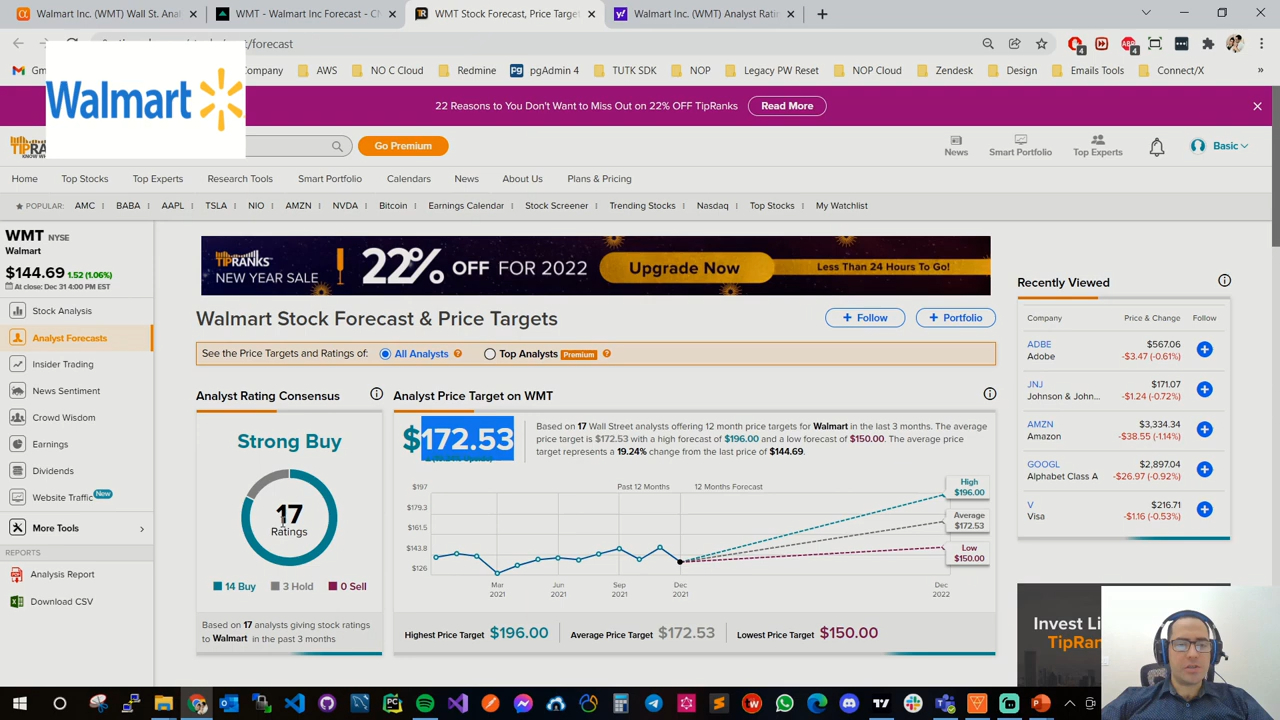 Walmart Inc. (WMT) Wall St. Anal
WMT - Walmart Inc Forecast - C
WMT Stock Forecast, Price Targe
Walmart Inc. (WMT) Analyst Rati
/forecast
4
4
Company
AWS
NO C Cloud
Redmine
pgAdmin 4
TUTK SDK
NOP
Legacy PW Reset
NOP Cloud
Zendesk
Design
Emails Tools
Connect/X
Walmart
22 Reasons to You Don't Want to Miss Out on 22% OFF TipRanks
Read More
Go Premium
News
Smart Portfolio
Top Experts
Basic
Home
Top Stocks
Top Experts
Research Tools
Smart Portfolio
Calendars
News
About Us
Plans & Pricing
POPULAR: AMC BABA AAPL TSLA NIO AMZN NVDA Bitcoin Earnings Calendar Stock Screener Trending Stocks Nasdaq Top Stocks My Watchlist
WMT NYSE
Walmart
$144.69 1.52 (1.06%)
At close: Dec 31 4:00 PM EST
Stock Analysis
Analyst Forecasts
Insider Trading
News Sentiment
Crowd Wisdom
Earnings
Dividends
Website Traffic New
More Tools
REPORTS
Analysis Report
Download CSV
TIPRANKS
NEW YEAR SALE
22% OFF FOR 2022
Upgrade Now
Less Than 24 Hours To Go!
Walmart Stock Forecast & Price Targets
+ Follow
+ Portfolio
See the Price Targets and Ratings of: All Analysts Top Analysts Premium
Analyst Rating Consensus
Strong Buy
17
Ratings
14 Buy 3 Hold 0 Sell
Based on 17 analysts giving stock ratings
to Walmart in the past 3 months
Analyst Price Target on WMT
$172.53
Based on 17 Wall Street analysts offering 12 month price targets for Walmart in the last 3 months. The average
price target is $172.53 with a high forecast of $196.00 and a low forecast of $150.00. The average price
target represents a 19.24% change from the last price of $144.69.
$197
$179.3
$161.5
$143.8
$126
Past 12 Months
12 Months Forecast
High
$196.00
Average
$172.53
Low
$150.00
Mar
2021
Jun
2021
Sep
2021
Dec
2021
Dec
2022
Highest Price Target $196.00
Average Price Target $172.53
Lowest Price Target $150.00
Recently Viewed
Company Price & Change Follow
ADBE $567.06
Adobe -$3.47 (-0.61%)
JNJ $171.07
Johnson & John... -$1.24 (-0.72%)
AMZN $3,334.34
Amazon -$38.55 (-1.14%)
GOOGL $2,897.04
Alphabet Class A -$26.97 (-0.92%)
V $216.71
Visa -$1.16 (-0.53%)
Invest Li
TipRan